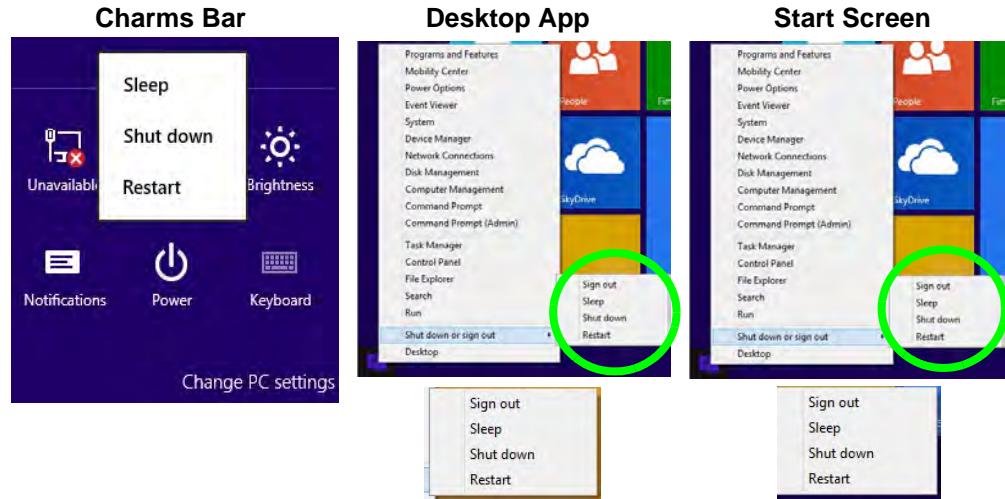 Charms Bar
Sleep
Shut down
Restart
Unavailabl
Brightness
Notifications
Power
Keyboard
Change PC settings
Desktop App
Programs and Features
Mobility Center
Power Options
Event Viewer
System
Device Manager
Network Connections
Disk Management
Computer Management
Command Prompt
Command Prompt (Admin)
Task Manager
Control Panel
File Explorer
Search
Run
Shut down or sign out
Desktop
People
Fin
SkyDrive
Sign out
Sleep
Shut down
Restart
Sign out
Sleep
Shut down
Restart
Start Screen
Programs and Features
Mobility Center
Power Options
Event Viewer
System
Device Manager
Network Connections
Disk Management
Computer Management
Command Prompt
Command Prompt (Admin)
Task Manager
Control Panel
File Explorer
Search
Run
Shut down or sign out
Desktop
People
Fin
SkyDrive
Sign out
Sleep
Shut down
Restart
Sign out
Sleep
Shut down
Restart